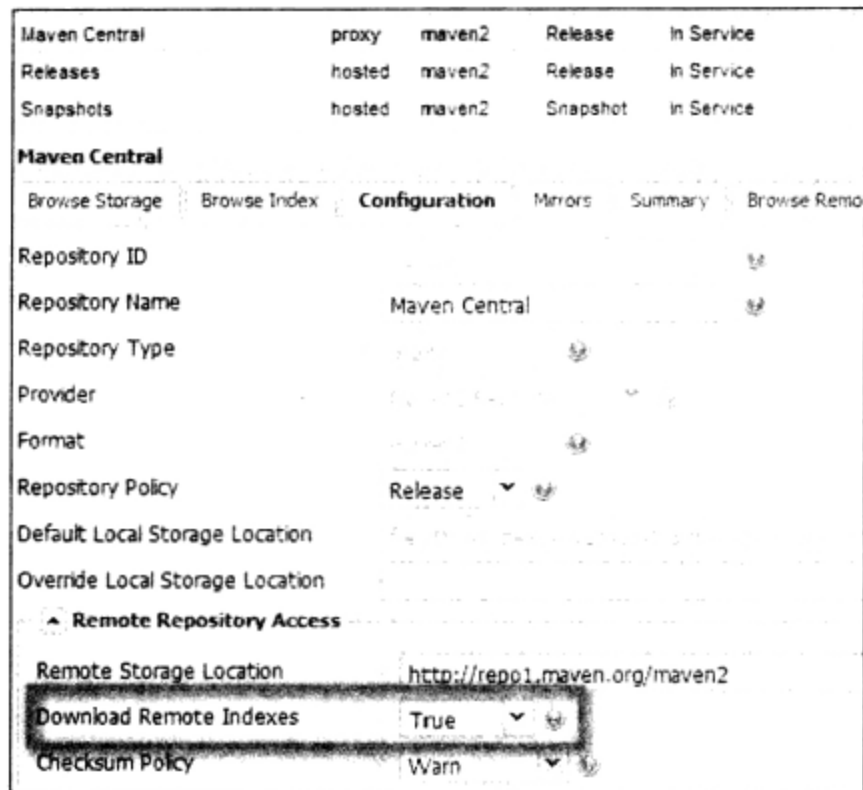 Maven Central proxy maven2 Release In Service
Releases hosted maven2 Release In Service
Snapshots hosted maven2 Snapshot In Service
Maven Central
Browse Storage Browse Index Configuration Mirrors Summary Browse Remo
Repository ID
Repository Name Maven Central
Repository Type
Provider
Format
Repository Policy Release
Default Local Storage Location
Override Local Storage Location
Remote Repository Access
Remote Storage Location http://repo1.maven.org/maven2
Download Remote Indexes True
Checksum Policy Warn